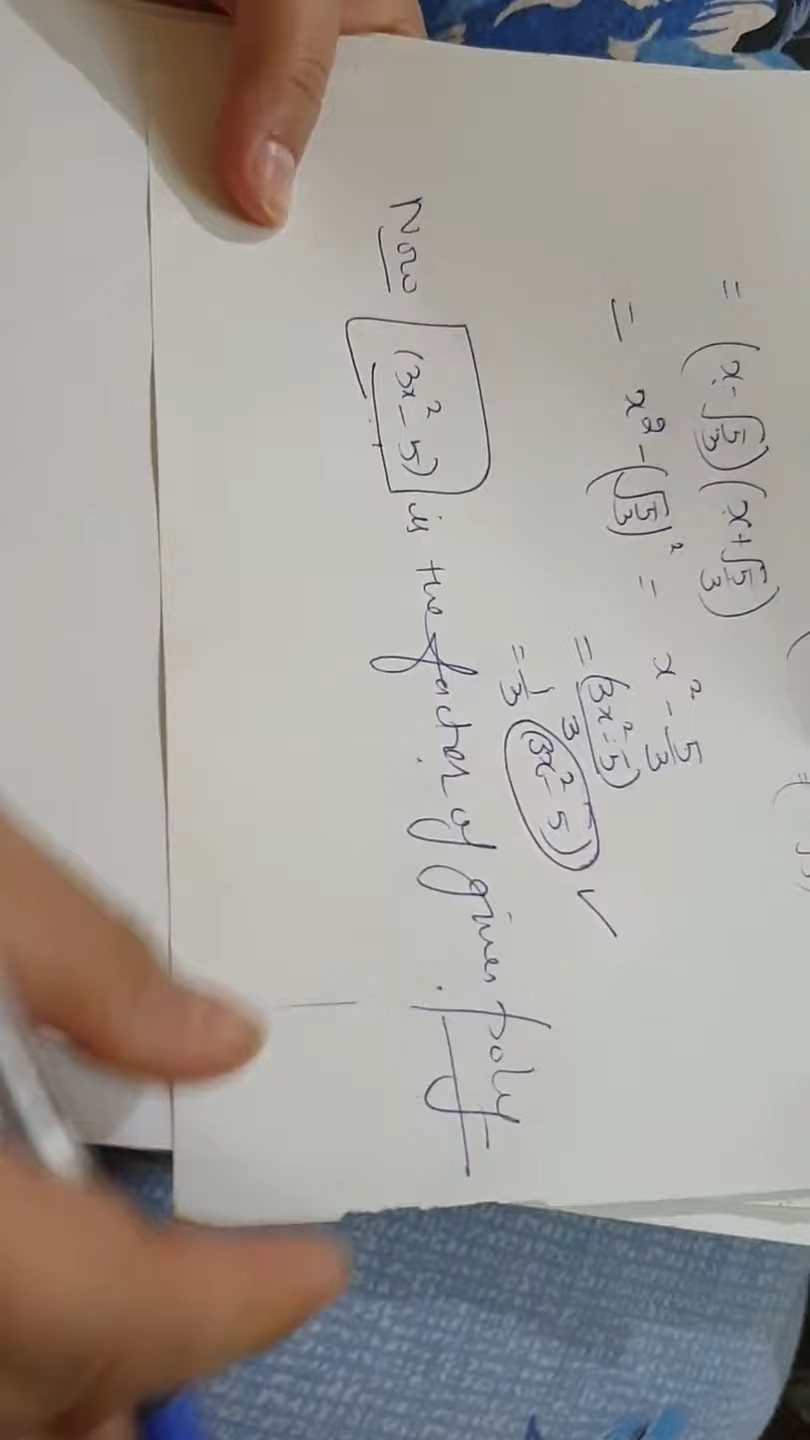 = (x - √5/3) (x + √5/3)
= x² - (√5/3)² = x² - 5/3
= (3x² - 5)/3
= 1/3 (3x² - 5) ✓
Now (3x² - 5) is the factor of given poly